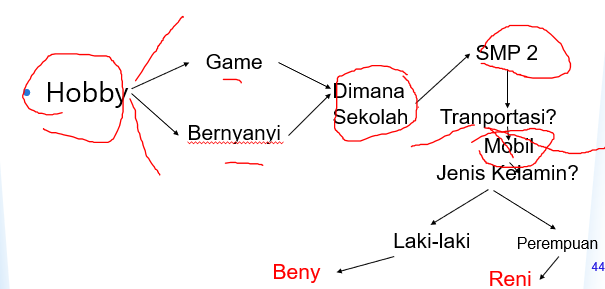 Hobby
Game
Bernyanyi
Dimana
Sekolah
SMP 2
Tranportasi?
Mobil
Jenis Kelamin?
Laki-laki
Perempuan
Beny
Reni
44